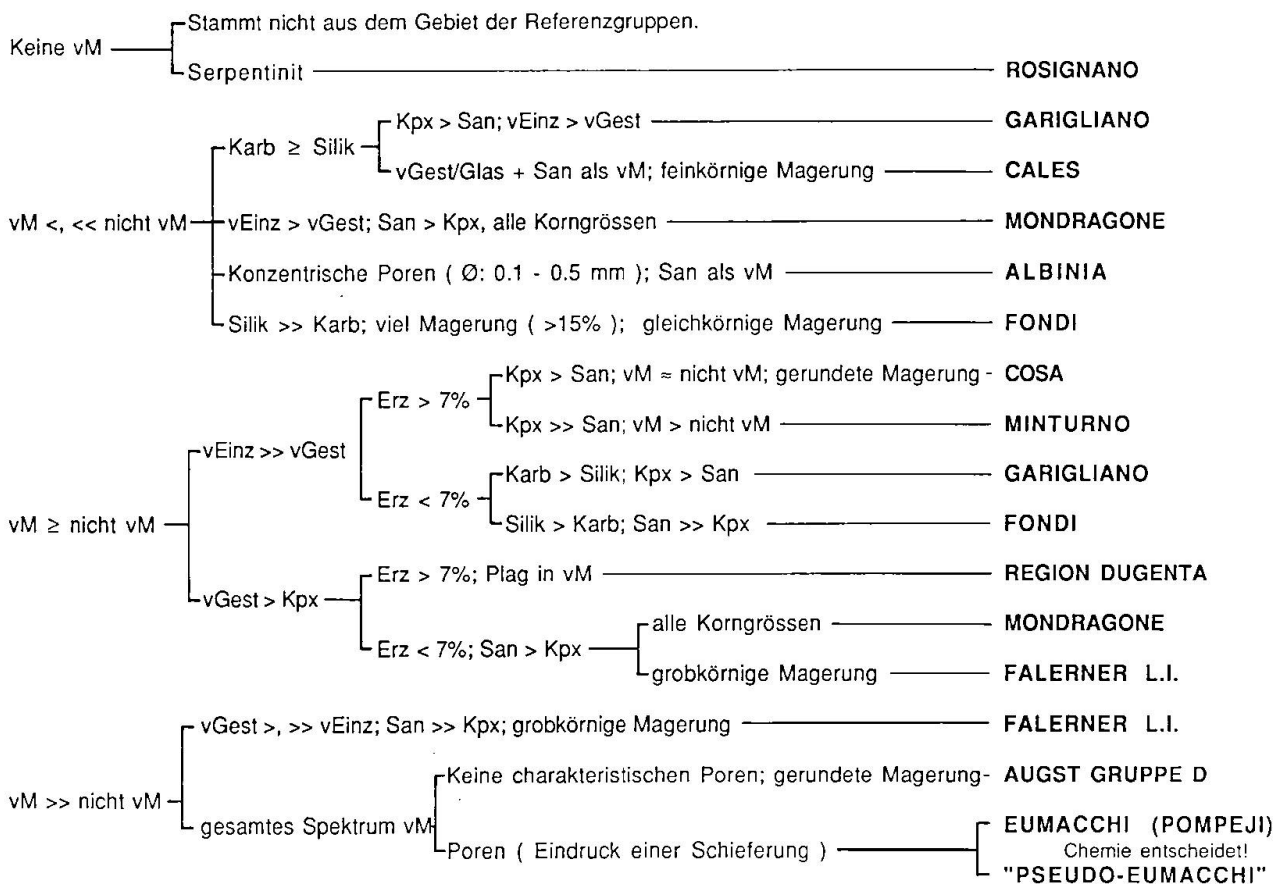 Stammt nicht aus dem Gebiet der Referenzgruppen.
Keine vM
Serpentinit ROSIGNANO
Kpx > San; vEinz > vGest GARIGLIANO
Karb ≥ Silik
vGest/Glas + San als vM; feinkörnige Magerung CALES
vM <, << nicht vM vEinz > vGest; San > Kpx, alle Korngrössen MONDRAGONE
Konzentrische Poren ( Ø: 0.1 - 0.5 mm ); San als vM ALBINIA
Silik >> Karb; viel Magerung ( >15% ); gleichkörnige Magerung FONDI
Kpx > San; vM ≈ nicht vM; gerundete Magerung - COSA
Erz > 7%
Kpx >> San; vM > nicht vM MINTURNO
vEinz >> vGest
Karb > Silik; Kpx > San GARIGLIANO
Erz < 7%
Silik > Karb; San >> Kpx FONDI
vM ≥ nicht vM
Erz > 7%; Plag in vM REGION DUGENTA
vGest > Kpx
alle Korngrössen MONDRAGONE
Erz < 7%; San > Kpx
grobkörnige Magerung FALERNER L.I.
vGest >, >> vEinz; San >> Kpx; grobkörnige Magerung FALERNER L.I.
Keine charakteristischen Poren; gerundete Magerung- AUGST GRUPPE D
vM >> nicht vM
gesamtes Spektrum vM
EUMACCHI (POMPEJI)
Poren ( Eindruck einer Schieferung ) Chemie entscheidet!
"PSEUDO-EUMACCHI"